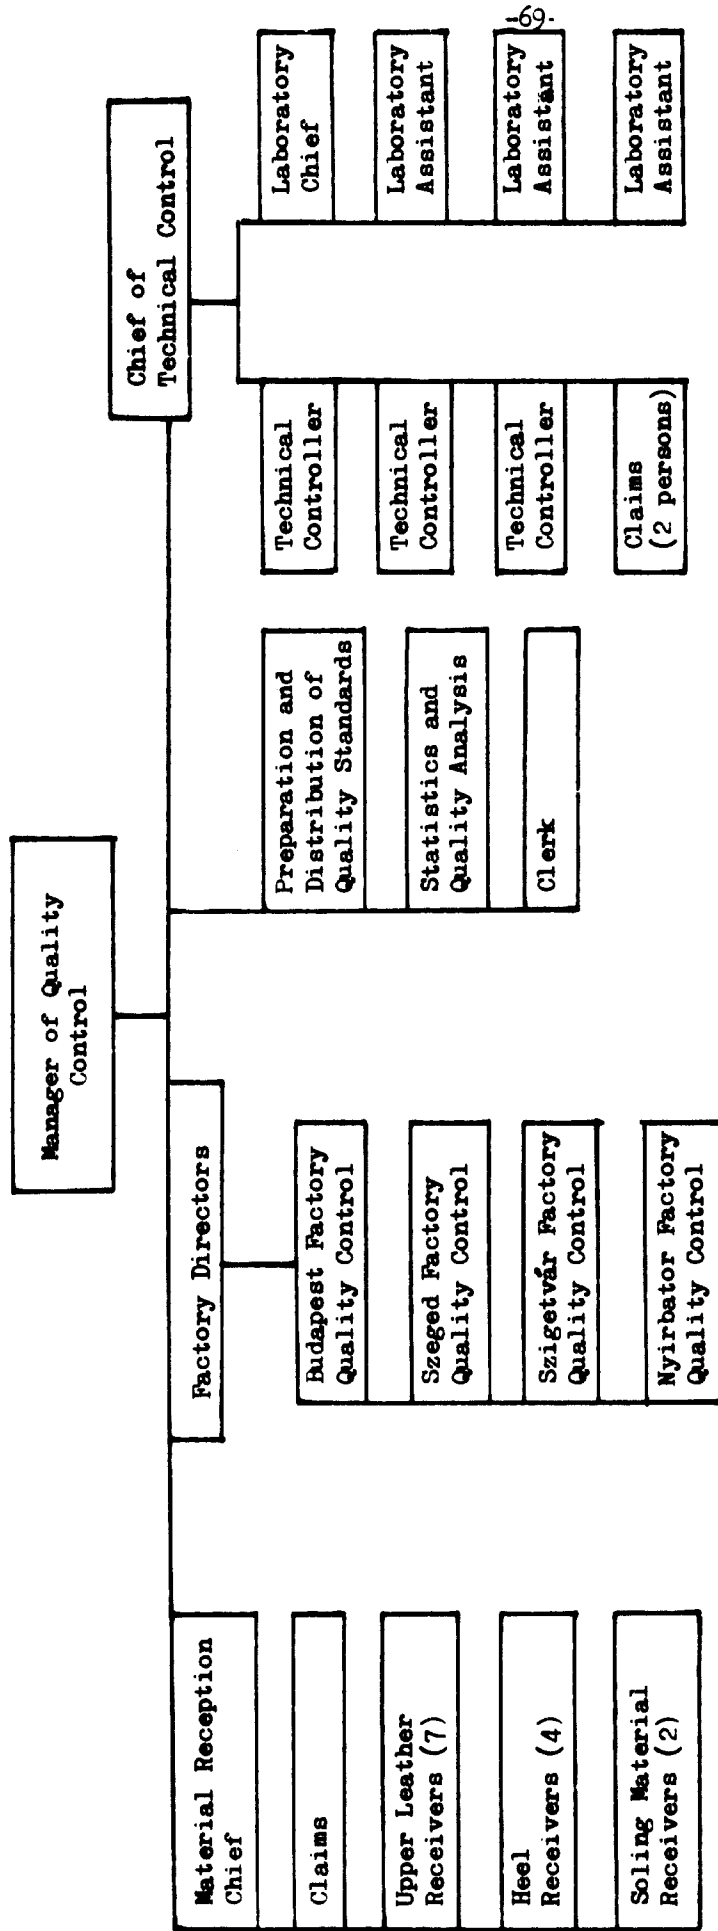 -69-
Manager of Quality
Control
Material Reception
Chief
Claims
Upper Leather
Receivers (7)
Heel
Receivers (4)
Soling Material
Receivers (2)
Factory Directors
Budapest Factory
Quality Control
Szeged Factory
Quality Control
Szigetvár Factory
Quality Control
Nyirbator Factory
Quality Control
Preparation and
Distribution of
Quality Standards
Statistics and
Quality Analysis
Clerk
Chief of
Technical Control
Technical
Controller
Technical
Controller
Technical
Controller
Claims
(2 persons)
Laboratory
Chief
Laboratory
Assistant
Laboratory
Assistant
Laboratory
Assistant